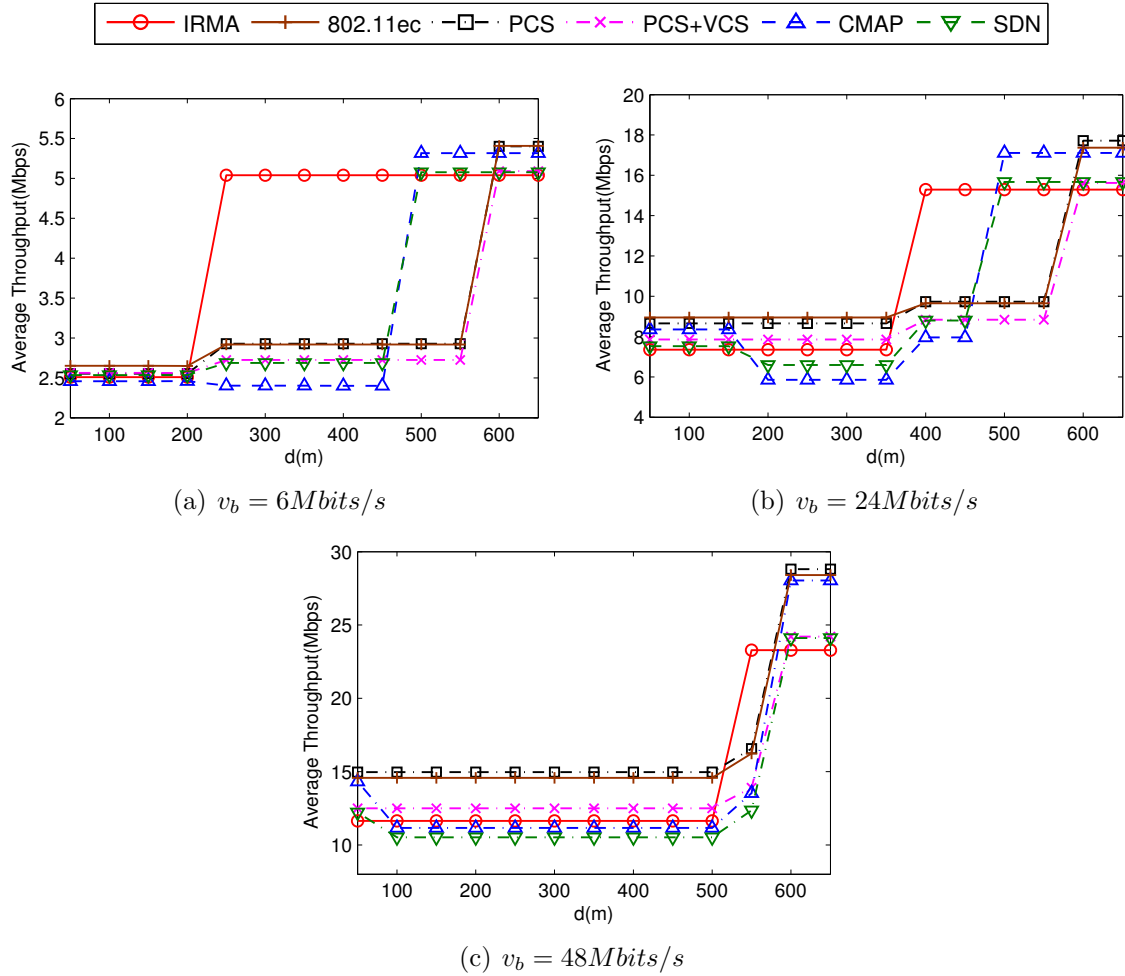 IRMA 802.11ec PCS PCS+VCS CMAP SDN
6
5.5
5
4.5
4
3.5
3
2.5
2
Average Throughput(Mbps)
100 200 300 400 500 600
d(m)
(a) v_b = 6Mbits/s
20
18
16
14
12
10
8
6
4
Average Throughput(Mbps)
100 200 300 400 500 600
d(m)
(b) v_b = 24Mbits/s
30
25
20
15
10
Average Throughput(Mbps)
100 200 300 400 500 600
d(m)
(c) v_b = 48Mbits/s